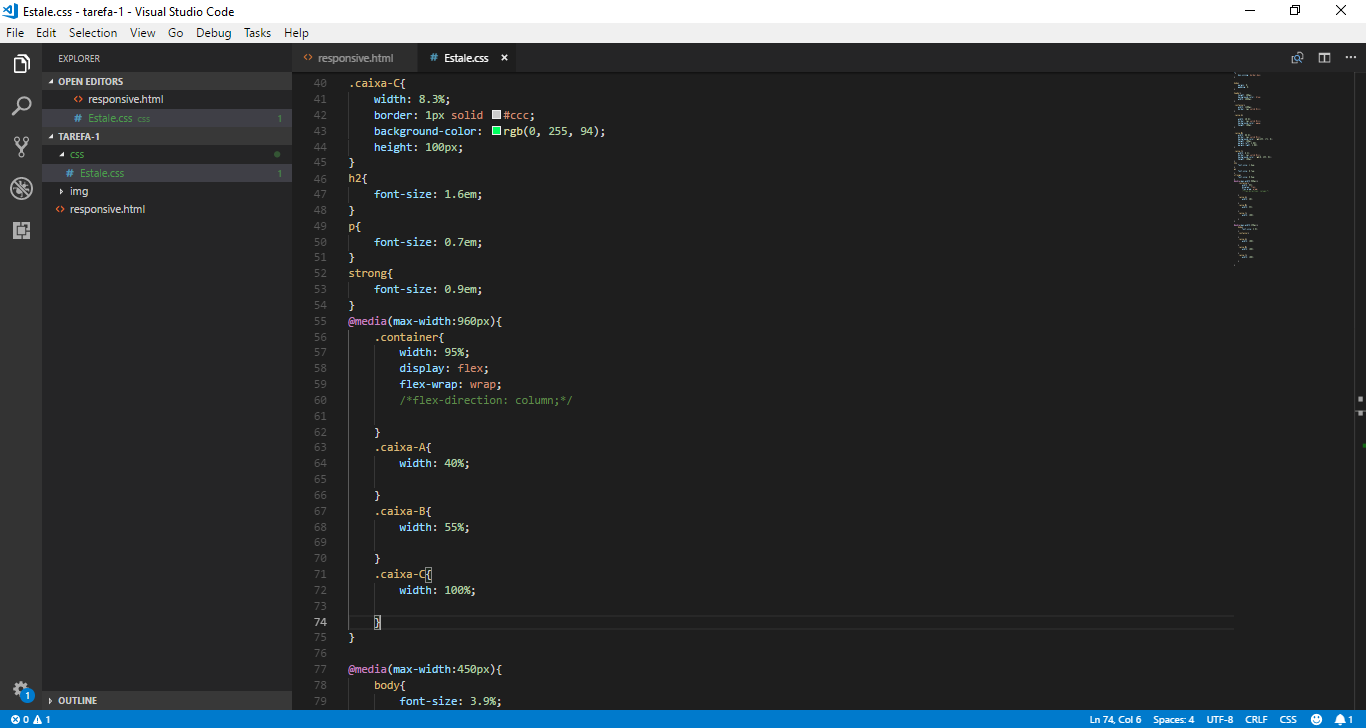 Estale.css - tarefa-1 - Visual Studio Code
File Edit Selection View Go Debug Tasks Help
EXPLORER
OPEN EDITORS
responsive.html
# Estale.css css 1
TAREFA-1
css
# Estale.css 1
img
<> responsive.html
OUTLINE
1
<> responsive.html # Estale.css ×
40 .caixa-C{
41 width: 8.3%;
42 border: 1px solid #ccc;
43 background-color: rgb(0, 255, 94);
44 height: 100px;
45 }
46 h2{
47 font-size: 1.6em;
48 }
49 p{
50 font-size: 0.7em;
51 }
52 strong{
53 font-size: 0.9em;
54 }
55 @media(max-width:960px){
56 .container{
57 width: 95%;
58 display: flex;
59 flex-wrap: wrap;
60 /*flex-direction: column;*/
61
62 }
63 .caixa-A{
64 width: 40%;
65
66 }
67 .caixa-B{
68 width: 55%;
69
70 }
71 .caixa-C{
72 width: 100%;
73
74 }
75 }
76
77 @media(max-width:450px){
78 body{
79 font-size: 3.9%;
0 1 Ln 74, Col 6 Spaces: 4 UTF-8 CRLF CSS 1